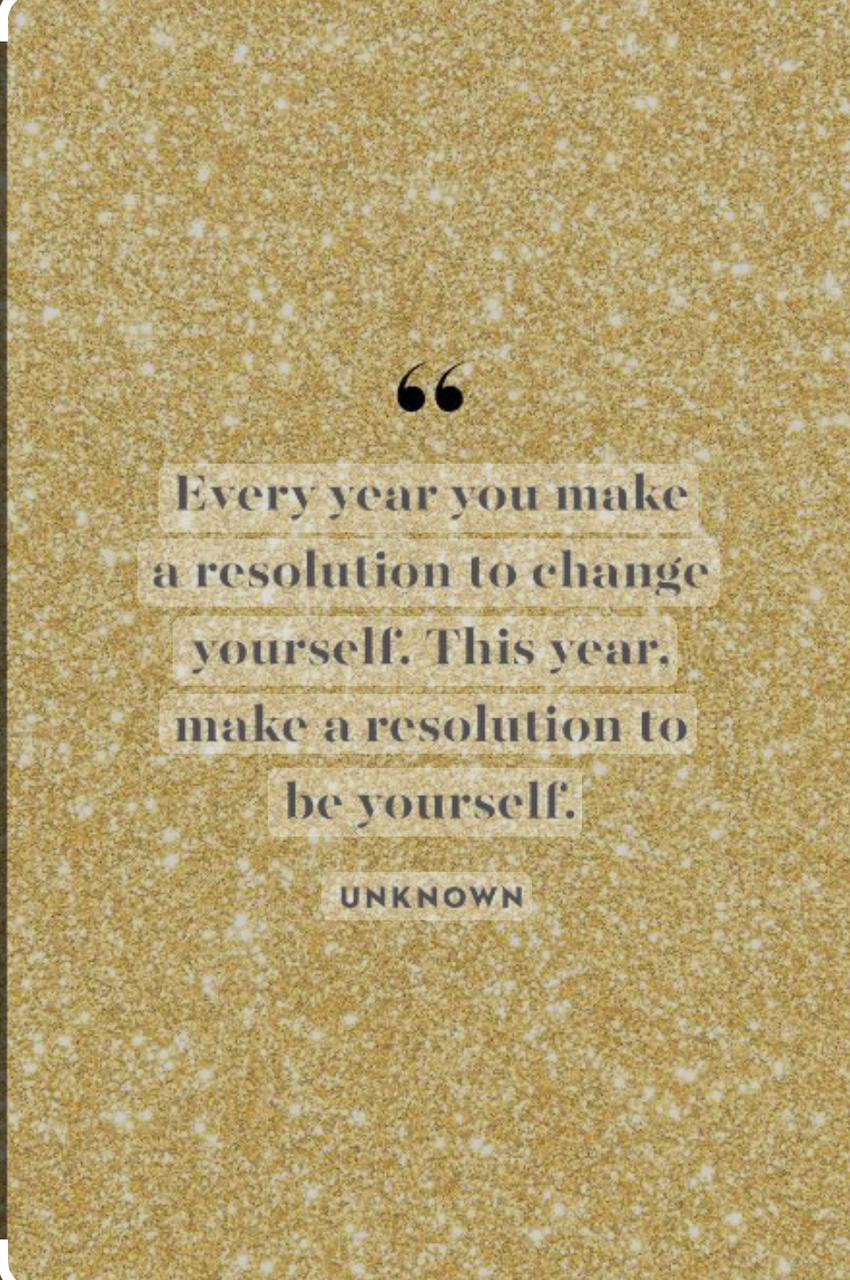 “
Every year you make
a resolution to change
yourself. This year,
make a resolution to
be yourself.
UNKNOWN